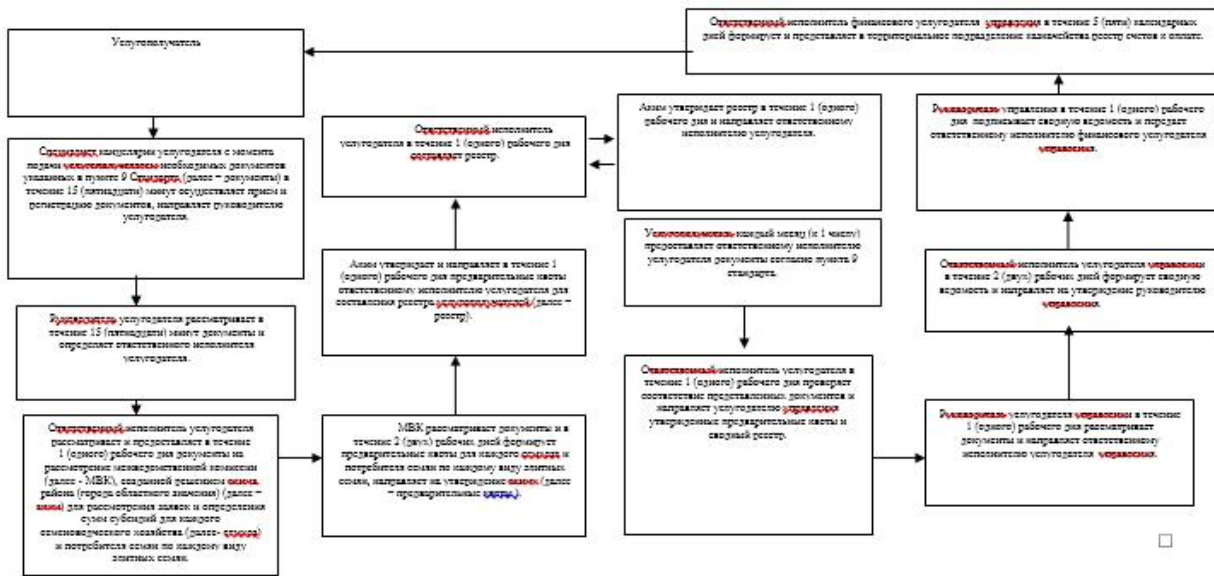 Услугополучатель
Специалист канцелярии услугодателя с момента
подачи услугополучателем необходимых документов
указанных в пункте 9 Стандарта (далее – документы) в
течение 15 (пятнадцати) минут осуществляет прием и
регистрацию документов, направляет руководителю
услугодателя.
Руководитель услугодателя рассматривает в
течение 15 (пятнадцати) минут документы и
определяет ответственного исполнителя
услугодателя.
Ответственный исполнитель услугодателя
рассматривает и предоставляет в течение
1 (одного) рабочего дня документы на
рассмотрение межведомственной комиссии
(далее - МВК), созданной решением акима
района (города областного значения) (далее –
аким) для рассмотрения заявок и определения
сумм субсидий для каждого
семеноводческого хозяйства (далее-
и потребителя семян по каждому виду
элитных семян.
МВК рассматривает документы и в
течение 2 (двух) рабочих дней формирует
предварительные квоты для каждого семхоза и
потребителя семян по каждому виду элитных
семян, направляет на утверждение акиму (далее
– предварительные квоты).
Аким утверждает и направляет в течение 1
(одного) рабочего дня предварительные квоты
ответственному исполнителю услугодателя для
составления реестра услугополучателей (далее –
реестр).
Ответственный исполнитель
услугодателя в течение 1 (одного) рабочего дня
составляет реестр.
Аким утверждает реестр в течение 1 (одного)
рабочего дня и направляет ответственному
исполнителю услугодателя.
Услугополучатель каждый месяц (к 1 числу)
предоставляет ответственному исполнителю
услугодателя документы согласно пункта 9
стандарта.
Ответственный исполнитель услугодателя в
течение 1 (одного) рабочего дня проверяет
соответствие представленных документов и
направляет услугодателю управления
утвержденные предварительные квоты и
сводный реестр.
Руководитель услугодателя управления в течение
1 (одного) рабочего дня рассматривает
документы и направляет ответственному
исполнителю услугодателя управления.
Ответственный исполнитель услугодателя управления
в течение 2 (двух) рабочих дней формирует сводную
ведомость и направляет на утверждение руководителю
управления.
Руководитель управления в течение 1 (одного) рабочего
дня подписывает сводную ведомость и передает
ответственному исполнителю финансового услугодателя
управления.
Ответственный исполнитель финансового услугодателя управления в течение 5 (пяти) календарных
дней формирует и представляет в территориальное подразделение казначейства реестр счетов к оплате.